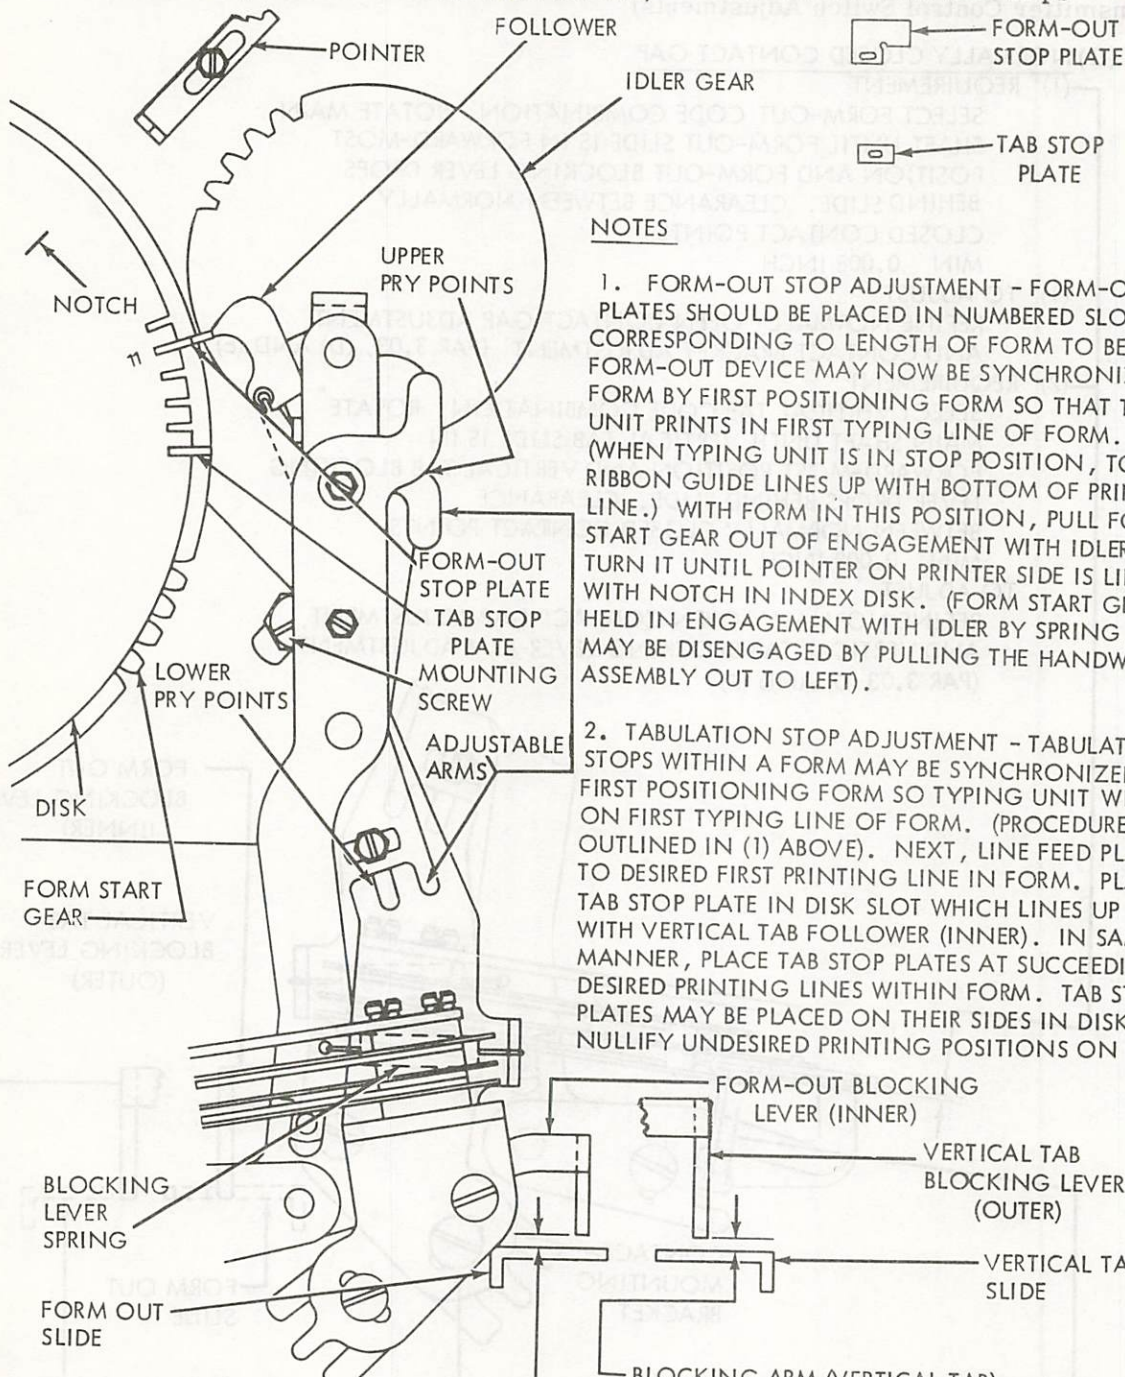 FORM-OUT
STOP PLATE
FOLLOWER
POINTER
IDLER GEAR
TAB STOP
PLATE
NOTCH
UPPER
PRY POINTS
11
NOTES
1. FORM-OUT STOP ADJUSTMENT - FORM-O
PLATES SHOULD BE PLACED IN NUMBERED SLO
CORRESPONDING TO LENGTH OF FORM TO BE
FORM-OUT DEVICE MAY NOW BE SYNCHRONIZ
FORM BY FIRST POSITIONING FORM SO THAT T
UNIT PRINTS IN FIRST TYPING LINE OF FORM.
(WHEN TYPING UNIT IS IN STOP POSITION, TO
RIBBON GUIDE LINES UP WITH BOTTOM OF PRIN
LINE.) WITH FORM IN THIS POSITION, PULL FO
START GEAR OUT OF ENGAGEMENT WITH IDLER
TURN IT UNTIL POINTER ON PRINTER SIDE IS LI
WITH NOTCH IN INDEX DISK. (FORM START GE
HELD IN ENGAGEMENT WITH IDLER BY SPRING
MAY BE DISENGAGED BY PULLING THE HANDW
ASSEMBLY OUT TO LEFT).
FORM-OUT
STOP PLATE
TAB STOP
PLATE
MOUNTING
SCREW
LOWER
PRY POINTS
ADJUSTABLE
ARMS
2. TABULATION STOP ADJUSTMENT - TABULAT
STOPS WITHIN A FORM MAY BE SYNCHRONIZE
FIRST POSITIONING FORM SO TYPING UNIT W
ON FIRST TYPING LINE OF FORM. (PROCEDURE
OUTLINED IN (1) ABOVE). NEXT, LINE FEED PL
TO DESIRED FIRST PRINTING LINE IN FORM. PL
TAB STOP PLATE IN DISK SLOT WHICH LINES UP
WITH VERTICAL TAB FOLLOWER (INNER). IN SA
MANNER, PLACE TAB STOP PLATES AT SUCCEEDI
DESIRED PRINTING LINES WITHIN FORM. TAB ST
PLATES MAY BE PLACED ON THEIR SIDES IN DISK
NULLIFY UNDESIRED PRINTING POSITIONS ON
DISK
FORM START
GEAR
FORM-OUT BLOCKING
LEVER (INNER)
VERTICAL TAB
BLOCKING LEVER
(OUTER)
BLOCKING
LEVER
SPRING
VERTICAL TA
SLIDE
FORM OUT
SLIDE
BLOCKING ARM (VERTICAL TAB)